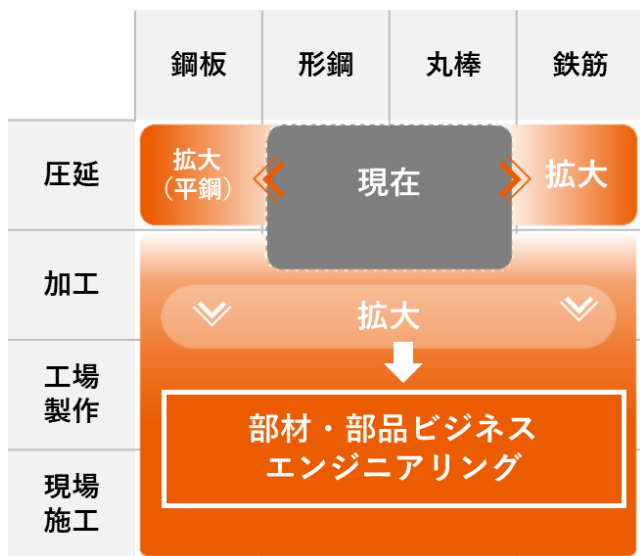 鋼板
形鋼
丸棒
鉄筋
圧延
拡大
（平鋼）
現在
拡大
加工
拡大
工場
製作
部材・部品ビジネス
エンジニアリング
現場
施工